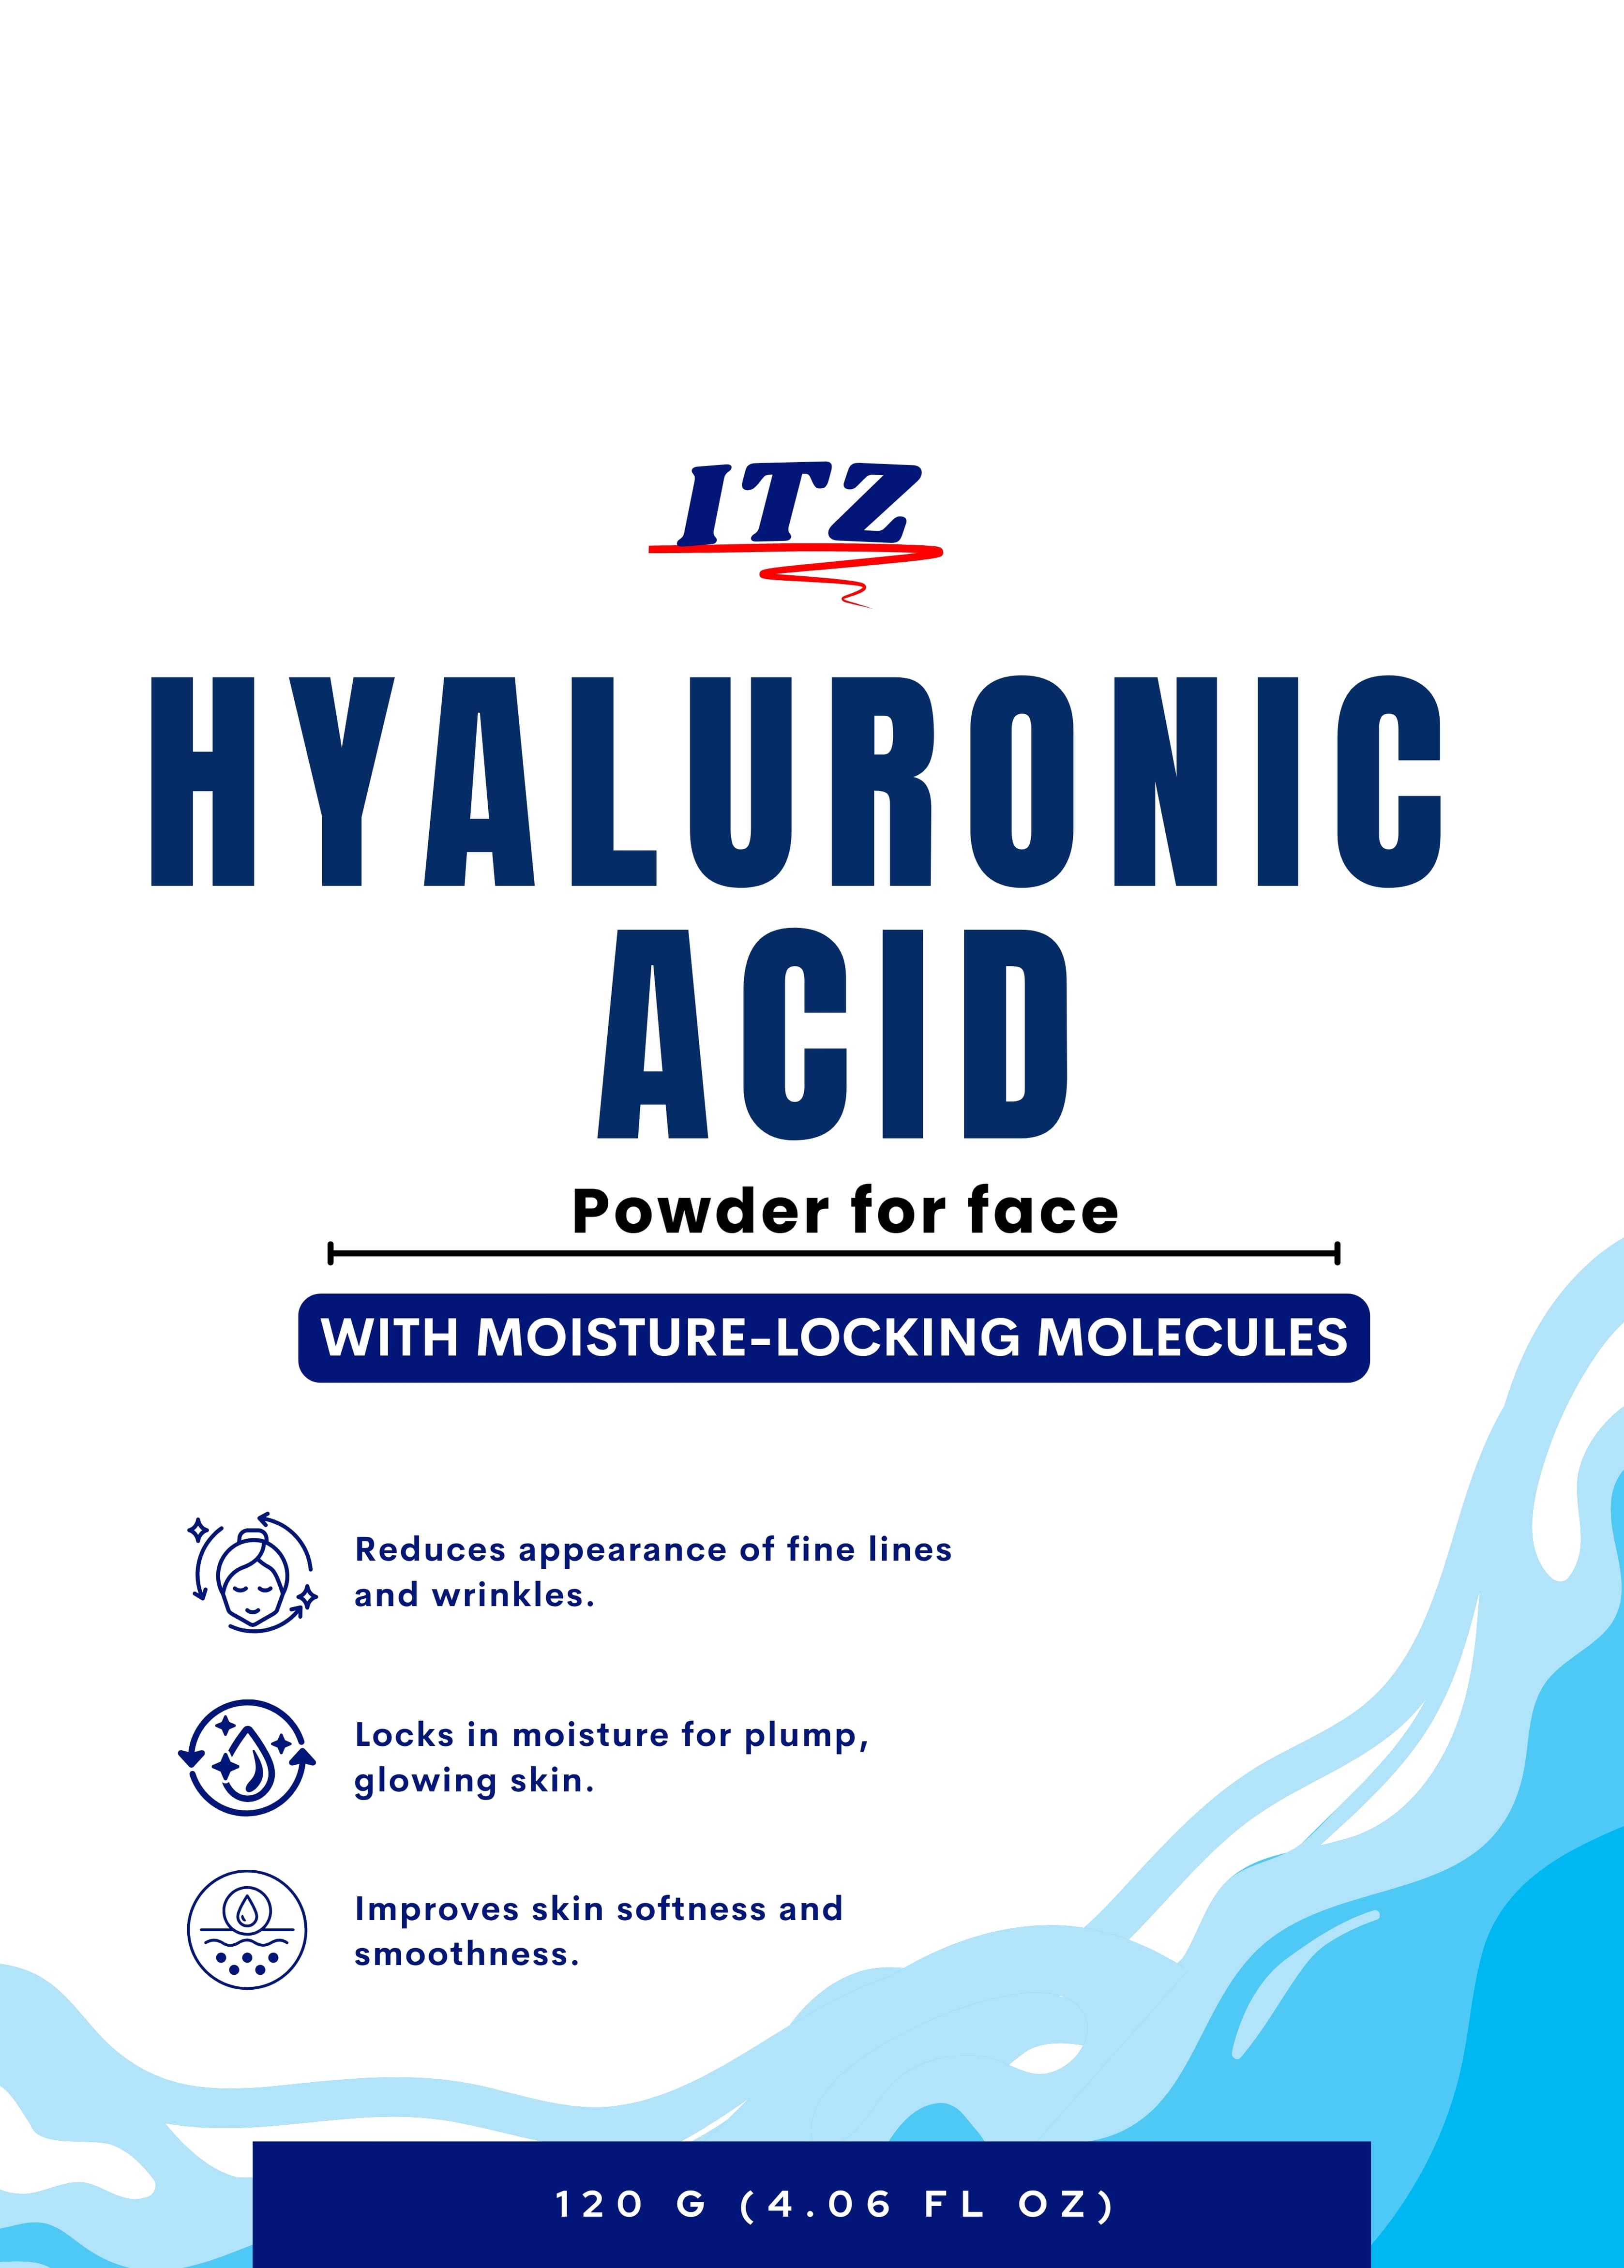 ITZ
HYALURONIC
ACID
Powder for face
WITH MOISTURE-LOCKING MOLECULES
Reduces appearance of fine lines
and wrinkles.
Locks in moisture for plump,
glowing skin.
Improves skin softness and
smoothness.
120 G (4.06 FL OZ)